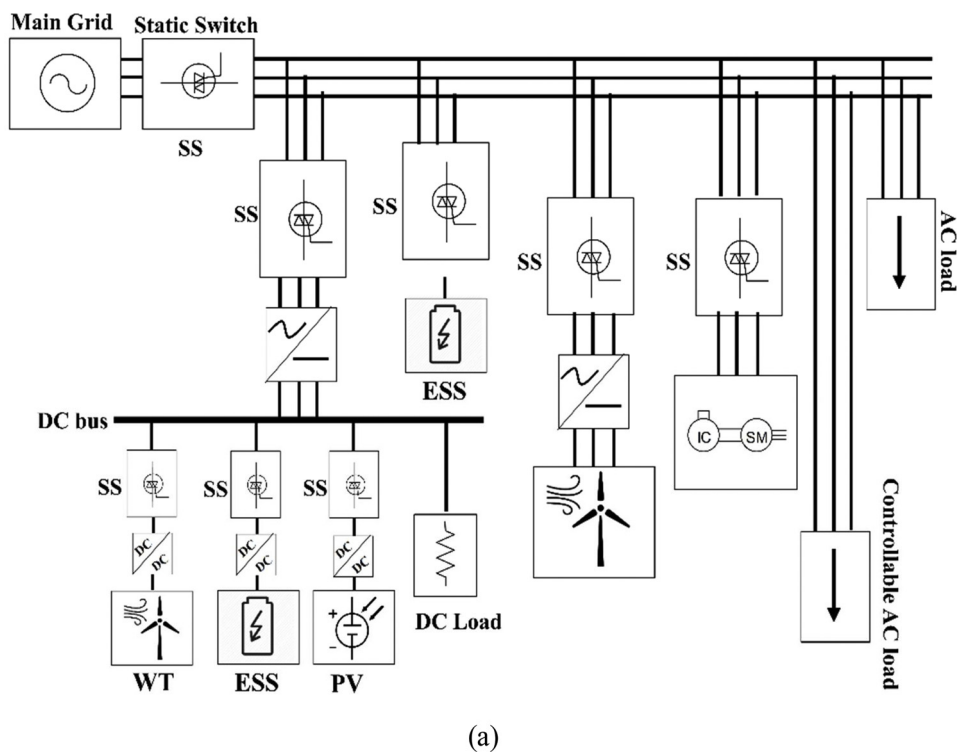 Main Grid
Static Switch
SS
SS
SS
SS
SS
AC load
ESS
DC bus
IC
SM
SS
SS
SS
DC
DC
DC
DC
DC
DC
Controllable AC load
DC Load
+
-
WT
ESS
PV
(a)